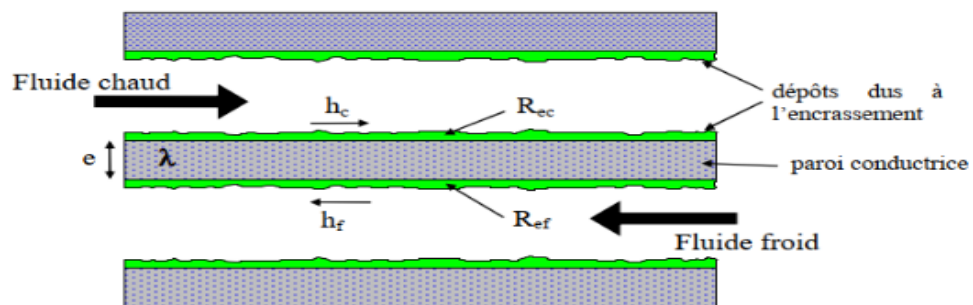 Fluide chaud
dépôts dus à
l'encrassement
h_c
R_ec
e
λ
paroi conductrice
h_f
R_ef
Fluide froid